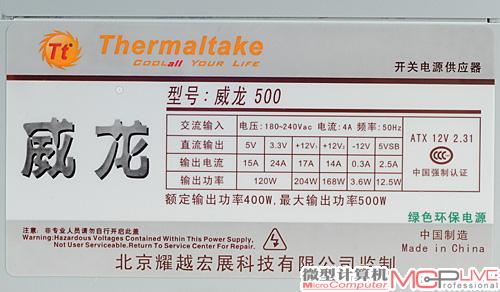 Tt
Thermaltake
COOLall YOUR LIFE
开关电源供应器
威龙
型号:威龙 500
交流输入 电压:180~240Vac 电流:4A 频率:50Hz
直流输出 5V 3.3V +12V₁ +12V₂ -12V 5VSB
输出电流 15A 24A 17A 14A 0.3A 2.5A
输出功率 120W 204W 168W 3.6W 12.5W
ATX 12V 2.31
CCC
中国强制认证
额定输出功率400W,最大输出功率500W
注意:非专业人员请勿自行开启此盖
Warning:Hazardous Voltages Contained Within This Power Supply.
Not User Serviceable.Return To Service Center For Repair.
绿色环保电源
中国制造
Made in China
北京耀越宏展科技有限公司监制
微型计算机 MCPLIVE
Professional